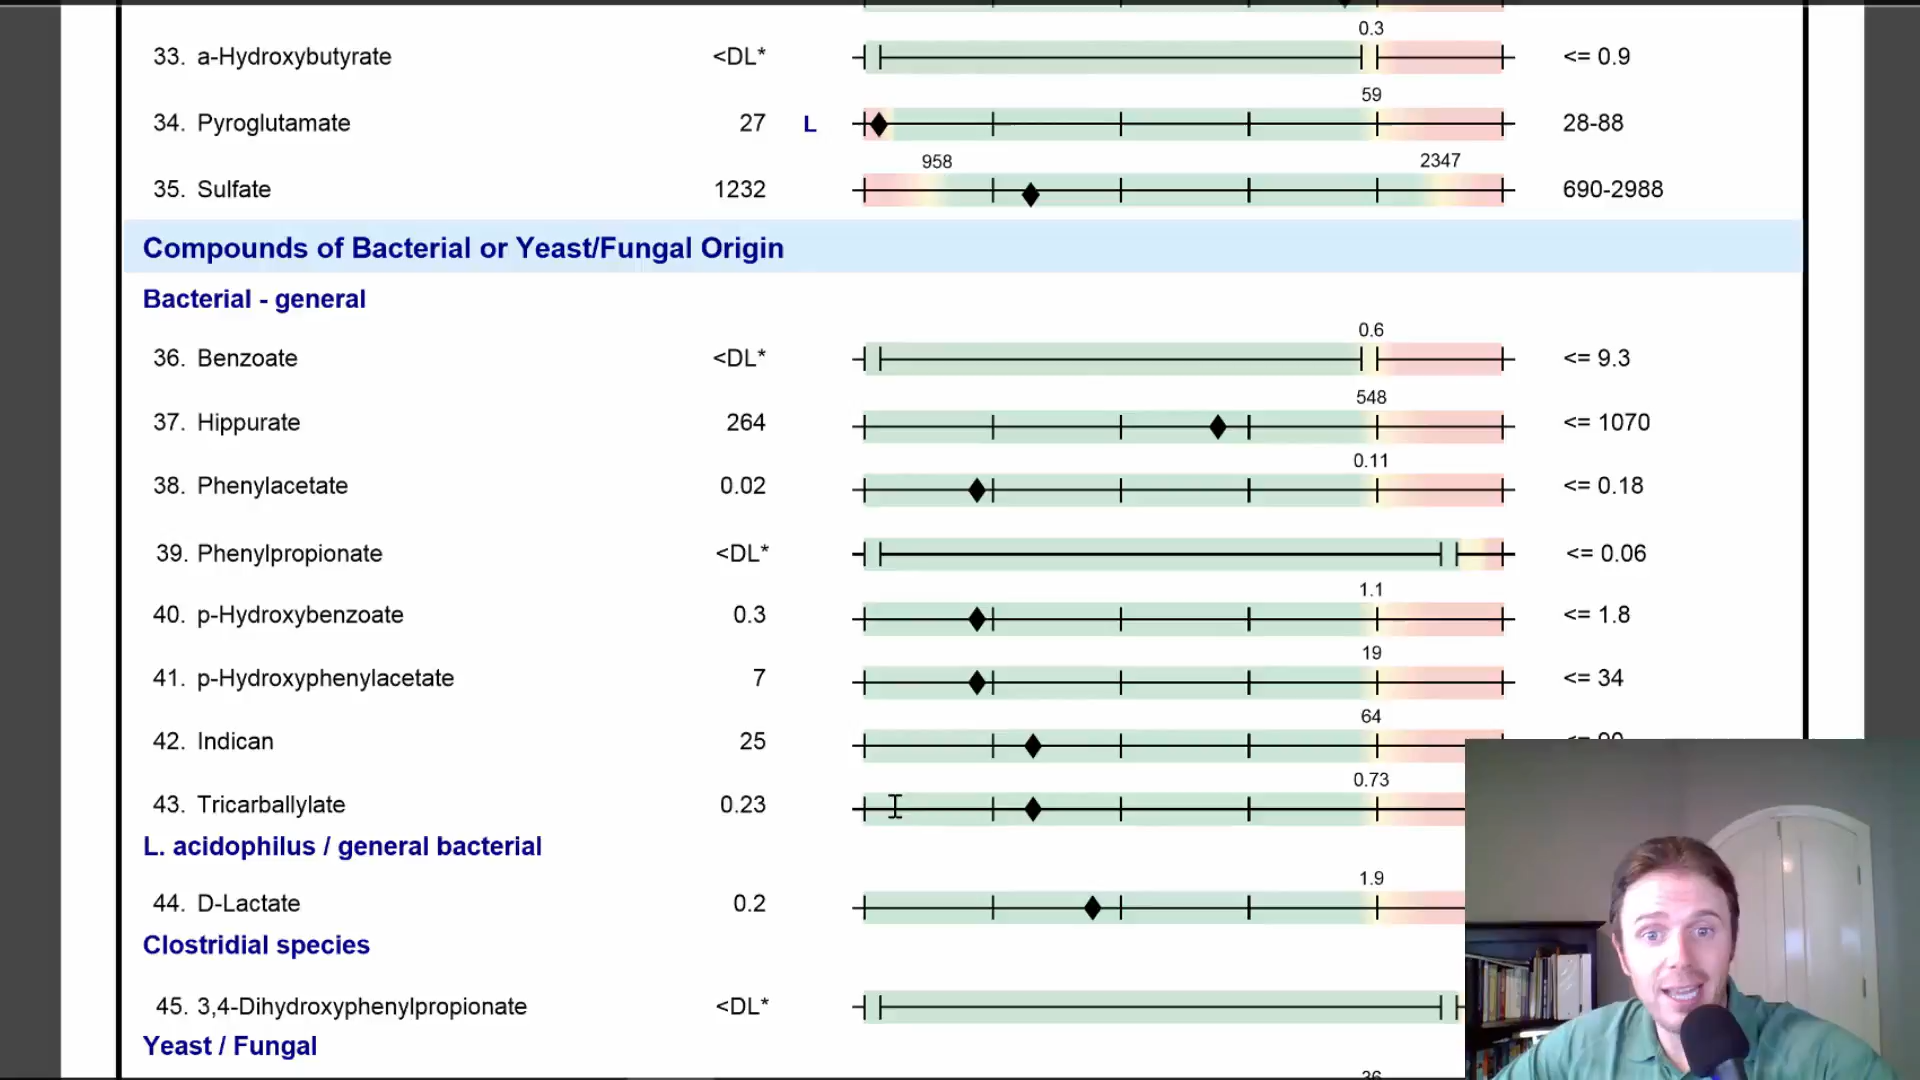 0.3
33. a-Hydroxybutyrate <DL* <= 0.9
59
34. Pyroglutamate 27 L 28-88
958 2347
35. Sulfate 1232 690-2988
Compounds of Bacterial or Yeast/Fungal Origin
Bacterial - general
0.6
36. Benzoate <DL* <= 9.3
548
37. Hippurate 264 <= 1070
0.11
38. Phenylacetate 0.02 <= 0.18
39. Phenylpropionate <DL* <= 0.06
1.1
40. p-Hydroxybenzoate 0.3 <= 1.8
19
41. p-Hydroxyphenylacetate 7 <= 34
64
42. Indican 25
0.73
43. Tricarballylate 0.23
L. acidophilus / general bacterial
1.9
44. D-Lactate 0.2
Clostridial species
45. 3,4-Dihydroxyphenylpropionate <DL*
Yeast / Fungal